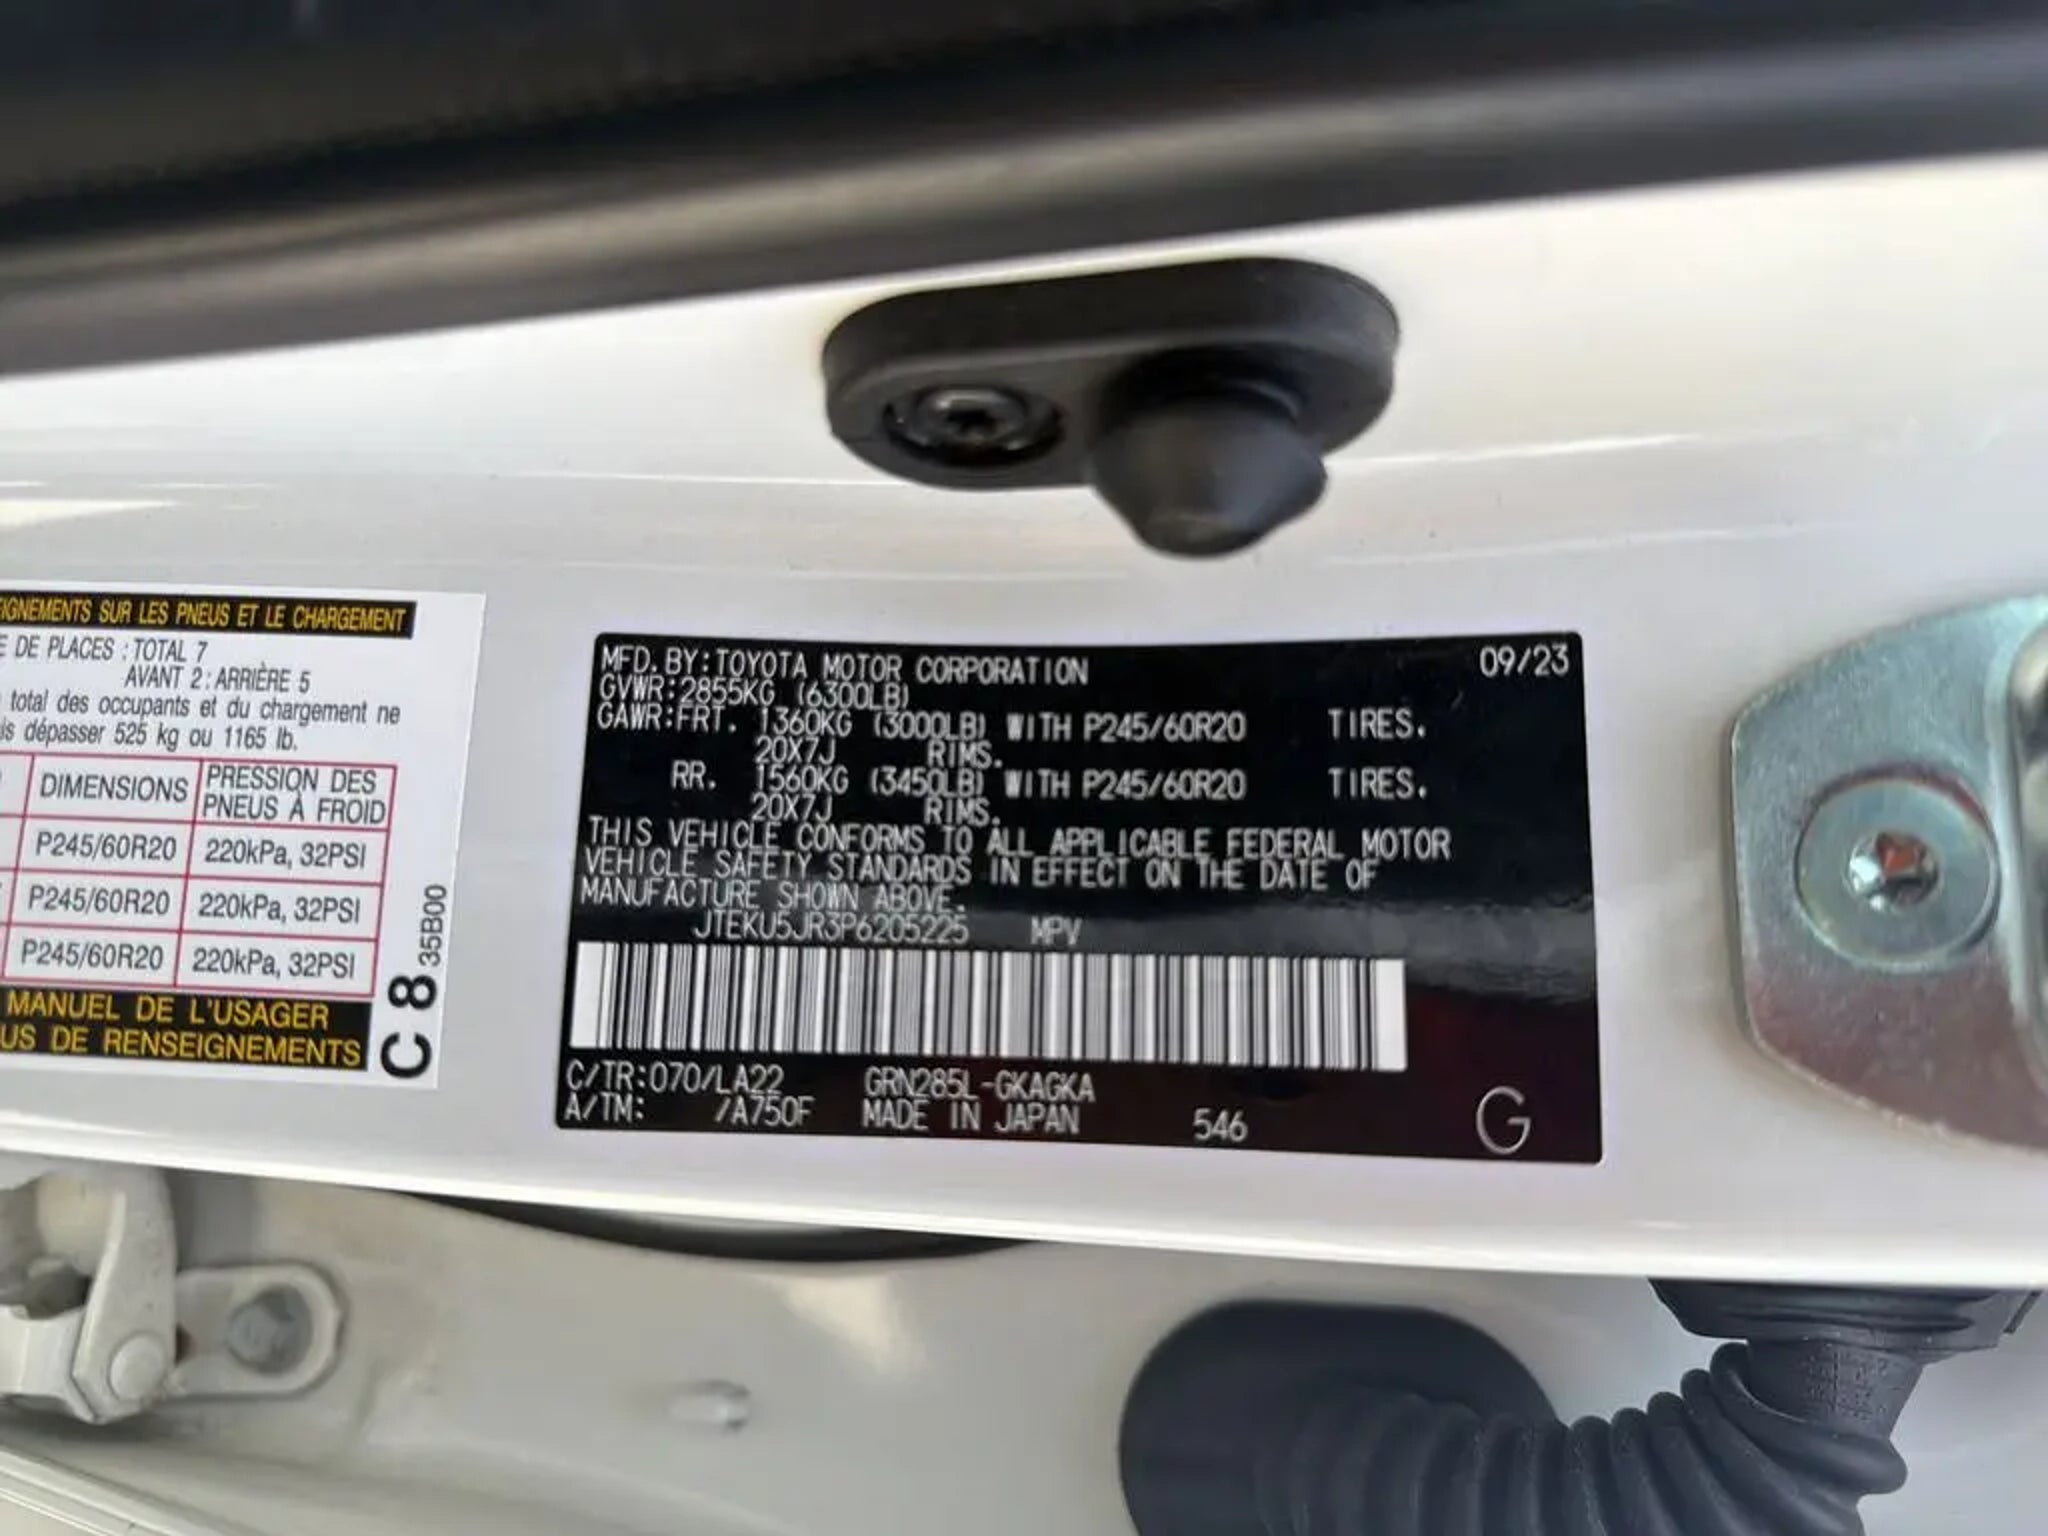 IGNEMENTS SUR LES PNEUS ET LE CHARGEMENT
E DE PLACES : TOTAL 7
AVANT 2 : ARRIÈRE 5
total des occupants et du chargement ne
is dépasser 525 kg ou 1165 lb.
DIMENSIONS PRESSION DES PNEUS À FROID
P245/60R20 220kPa, 32PSI
P245/60R20 220kPa, 32PSI
P245/60R20 220kPa, 32PSI
MANUEL DE L'USAGER
US DE RENSEIGNEMENTS
C 8 35B00
MFD. BY: TOYOTA MOTOR CORPORATION 09/23
GVWR: 2855KG (6300LB)
GAWR: FRT. 1360KG (3000LB) WITH P245/60R20 TIRES.
20X7J RIMS.
RR. 1560KG (3450LB) WITH P245/60R20 TIRES.
20X7J RIMS.
THIS VEHICLE CONFORMS TO ALL APPLICABLE FEDERAL MOTOR
VEHICLE SAFETY STANDARDS IN EFFECT ON THE DATE OF
MANUFACTURE SHOWN ABOVE.
JTEKU5JR3P6205225 MPV
C/TR: 070/LA22 GRN285L-GKAGKA
A/TM: /A750F MADE IN JAPAN 546 G